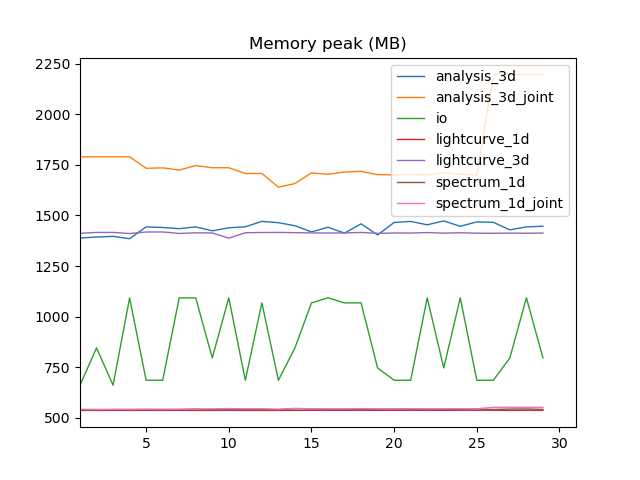 Memory peak (MB)
2250
2000
1750
1500
1250
1000
750
500
5
10
15
20
25
30
analysis_3d
analysis_3d_joint
io
lightcurve_1d
lightcurve_3d
spectrum_1d
spectrum_1d_joint